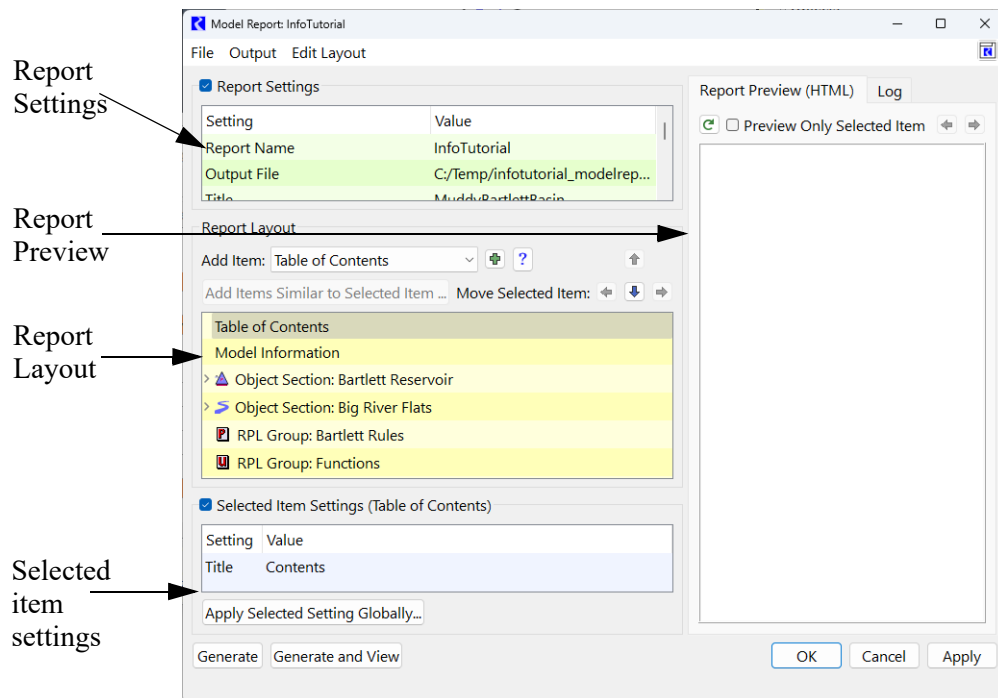 Model Report: InfoTutorial
File Output Edit Layout
Report Settings
Report Settings
Setting Value
Report Name InfoTutorial
Output File C:/Temp/infotutorial_modelrep...
Title MuddyBartlettBasin
Report Preview
Report Layout
Add Item: Table of Contents
?
Add Items Similar to Selected Item ... Move Selected Item:
Report Layout
Table of Contents
Model Information
Object Section: Bartlett Reservoir
Object Section: Big River Flats
P RPL Group: Bartlett Rules
U RPL Group: Functions
Selected Item Settings (Table of Contents)
Setting Value
Title Contents
Selected item settings
Apply Selected Setting Globally...
Generate Generate and View
Report Preview (HTML) Log
Preview Only Selected Item
OK Cancel Apply